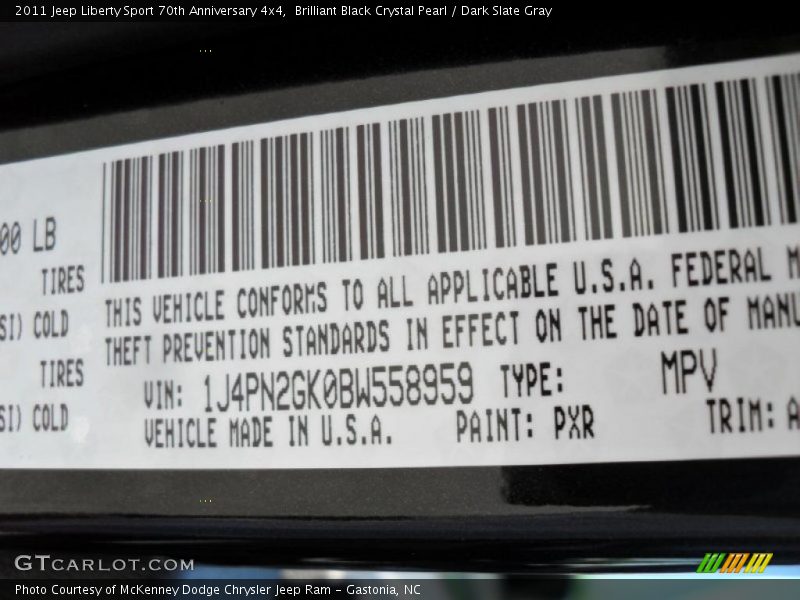 2011 Jeep Liberty Sport 70th Anniversary 4x4,  Brilliant Black Crystal Pearl / Dark Slate Gray
00 LB
TIRES
SI) COLD
TIRES
SI) COLD
THIS VEHICLE CONFORMS TO ALL APPLICABLE U.S.A. FEDERAL M
THEFT PREVENTION STANDARDS IN EFFECT ON THE DATE OF MANU
VIN: 1J4PN2GK0BW558959 TYPE: MPV
VEHICLE MADE IN U.S.A. PAINT: PXR TRIM: A
GTCARLOT.COM
Photo Courtesy of McKenney Dodge Chrysler Jeep Ram - Gastonia, NC